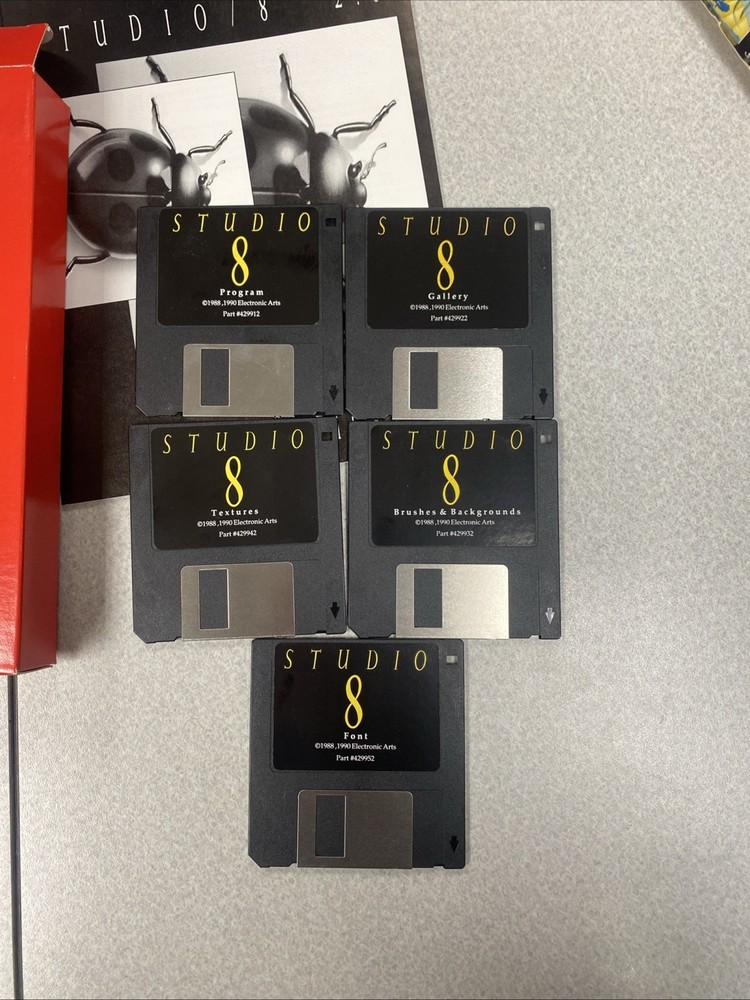 TUDIO/8
STUDIO
8
Program
©1988 ,1990 Electronic Arts
Part #429912
STUDIO
8
Gallery
©1988 ,1990 Electronic Arts
Part #429922
STUDIO
8
Textures
©1988 ,1990 Electronic Arts
Part #429942
STUDIO
8
Brushes & Backgrounds
©1988 ,1990 Electronic Arts
Part #429932
STUDIO
8
Font
©1988 ,1990 Electronic Arts
Part #429952